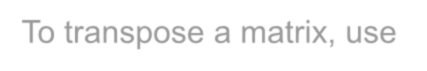 To transpose a matrix, use